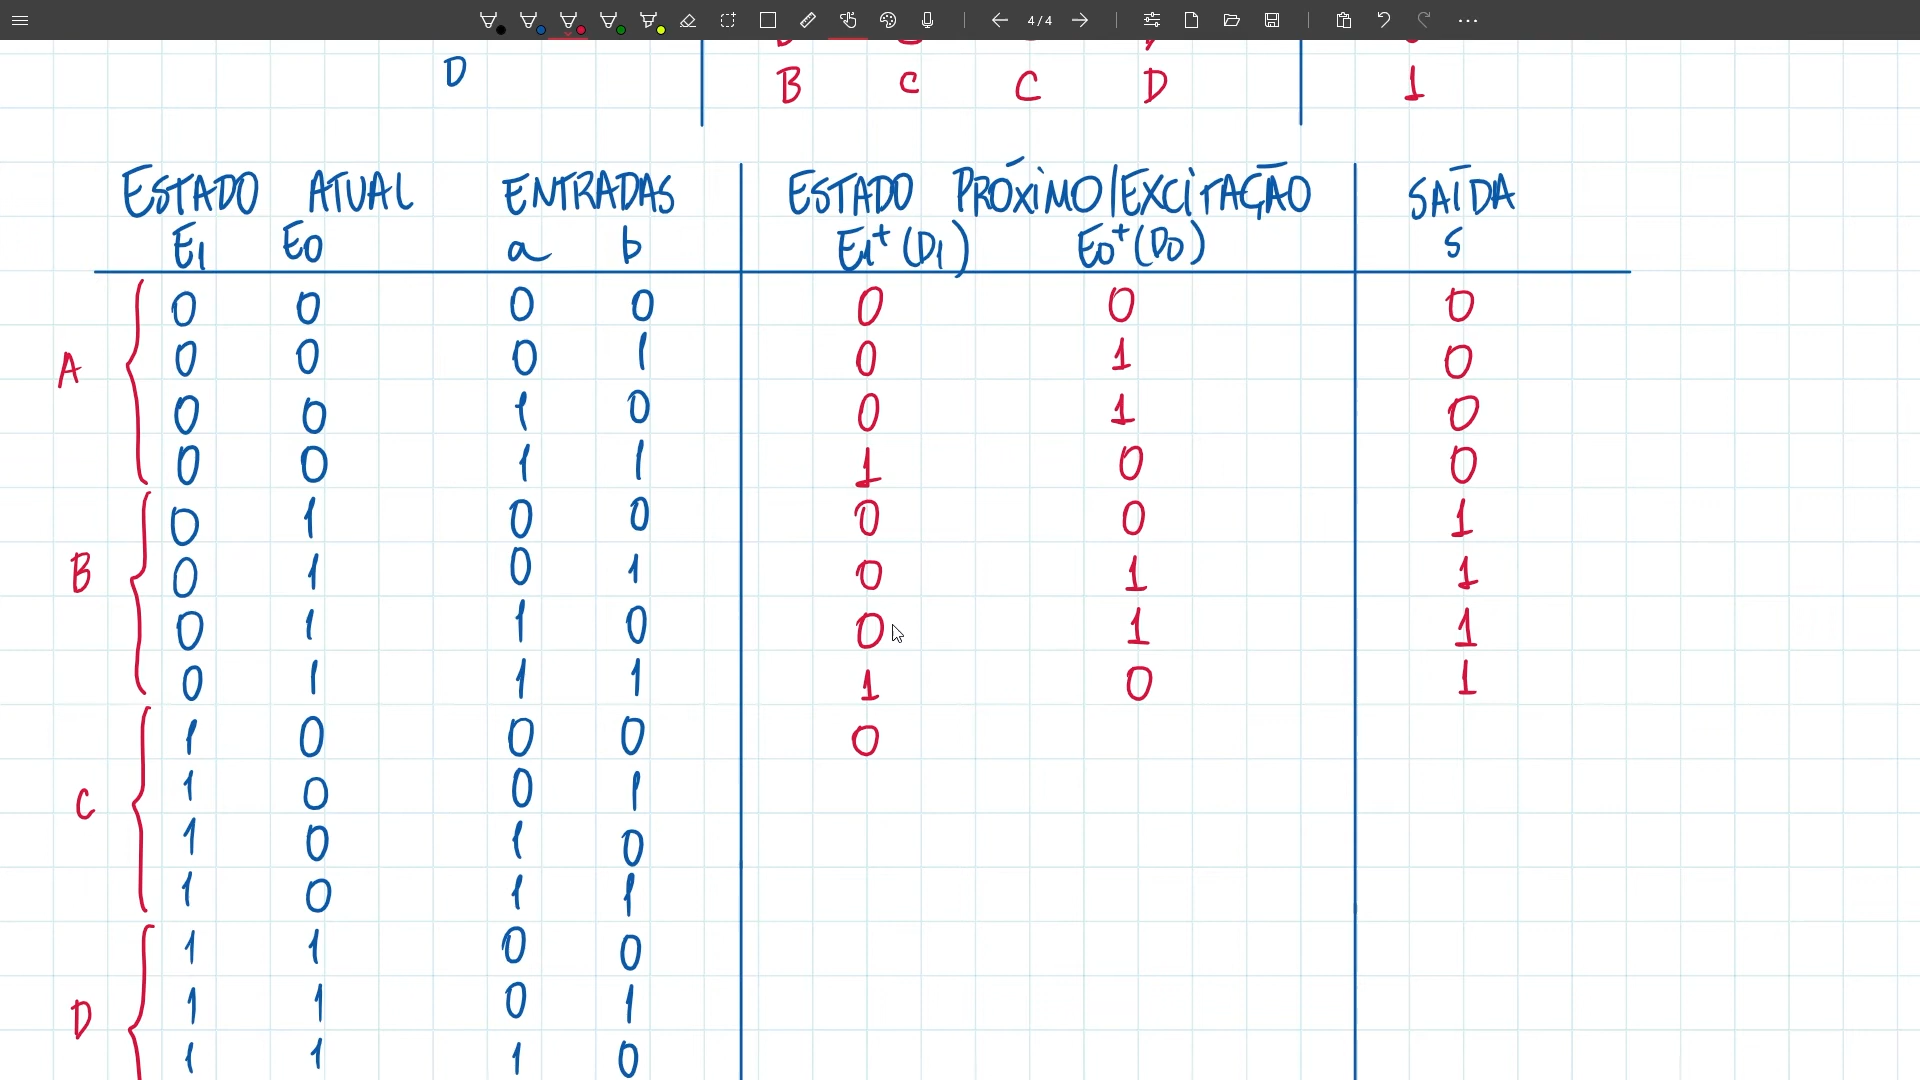 4/4
D
B C C D 1
ESTADO ATUAL ENTRADAS ESTADO PRÓXIMO/EXCITAÇÃO SAÍDA
E1 E0 a b E1+(D1) E0+(D0) S
0 0 0 0 0 0 0
0 0 0 1 0 1 0
A
0 0 1 0 0 1 0
0 0 1 1 1 0 0
0 1 0 0 0 0 1
B
0 1 0 1 0 1 1
0 1 1 0 0 1 1
0 1 1 1 1 0 1
1 0 0 0 0
1 0 0 1
C
1 0 1 0
1 0 1 1
1 1 0 0
1 1 0 1
D
1 1 1 0